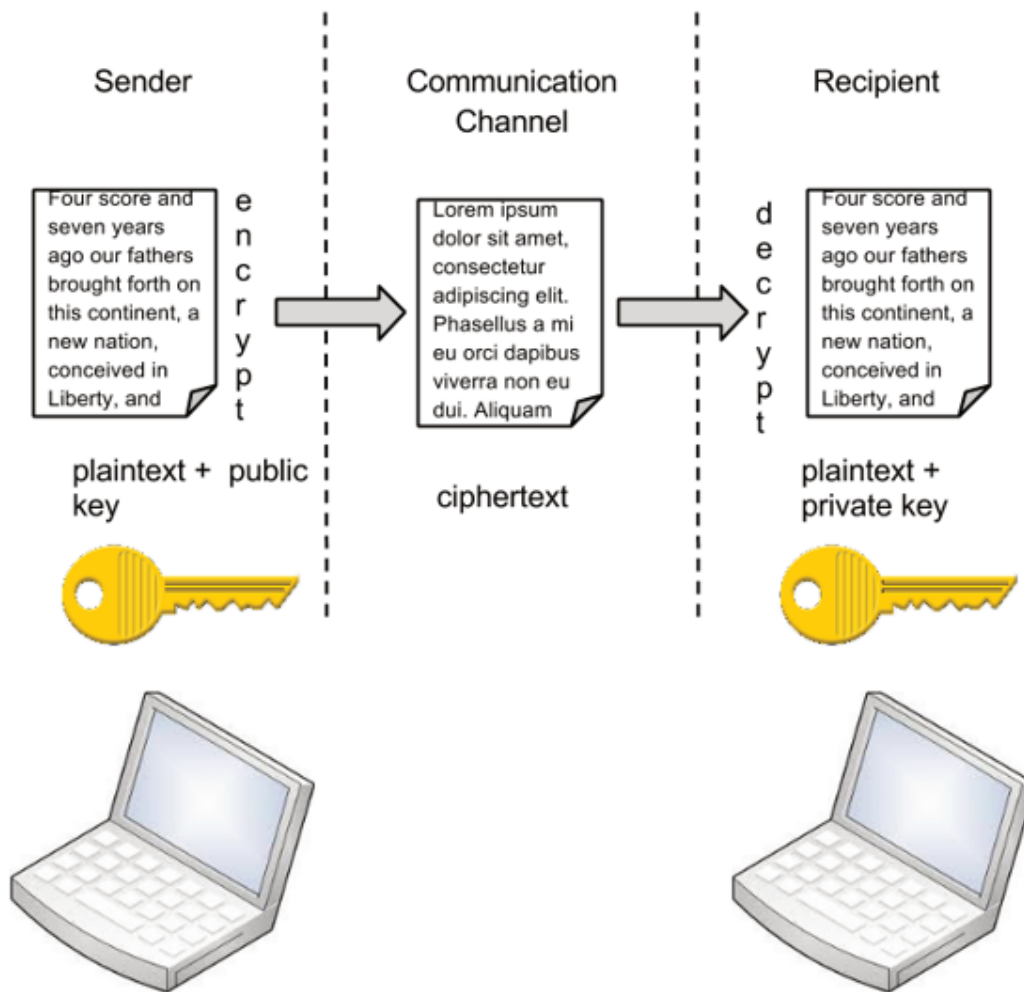 Sender
Communication
Channel
Recipient
Four score and
seven years
ago our fathers
brought forth on
this continent, a
new nation,
conceived in
Liberty, and
encrypt
Lorem ipsum
dolor sit amet,
consectetur
adipiscing elit.
Phasellus a mi
eu orci dapibus
viverra non eu
dui. Aliquam
decrypt
Four score and
seven years
ago our fathers
brought forth on
this continent, a
new nation,
conceived in
Liberty, and
plaintext + public
key
ciphertext
plaintext +
private key